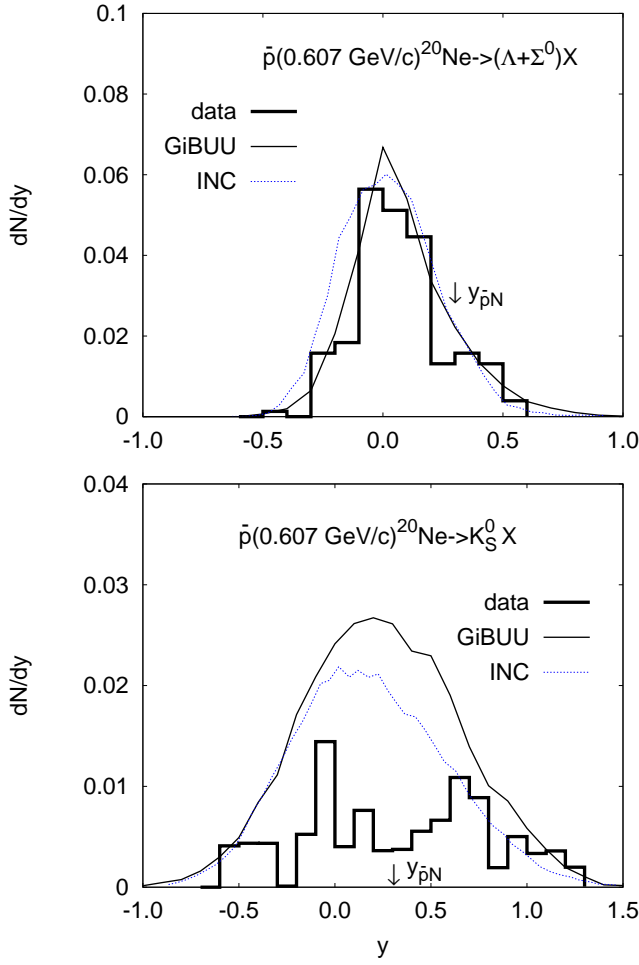 0.1
p̄(0.607 GeV/c)²⁰Ne->(Λ+Σ⁰)X
0.08
data
GiBUU
0.06
INC
dN/dy
0.04
↓ y_p̄N
0.02
0
-1.0 -0.5 0.0 0.5 1.0
0.04
p̄(0.607 GeV/c)²⁰Ne->K⁰_S X
0.03
data
GiBUU
INC
dN/dy
0.02
0.01
↓ y_p̄N
0
-1.0 -0.5 0.0 0.5 1.0 1.5
y